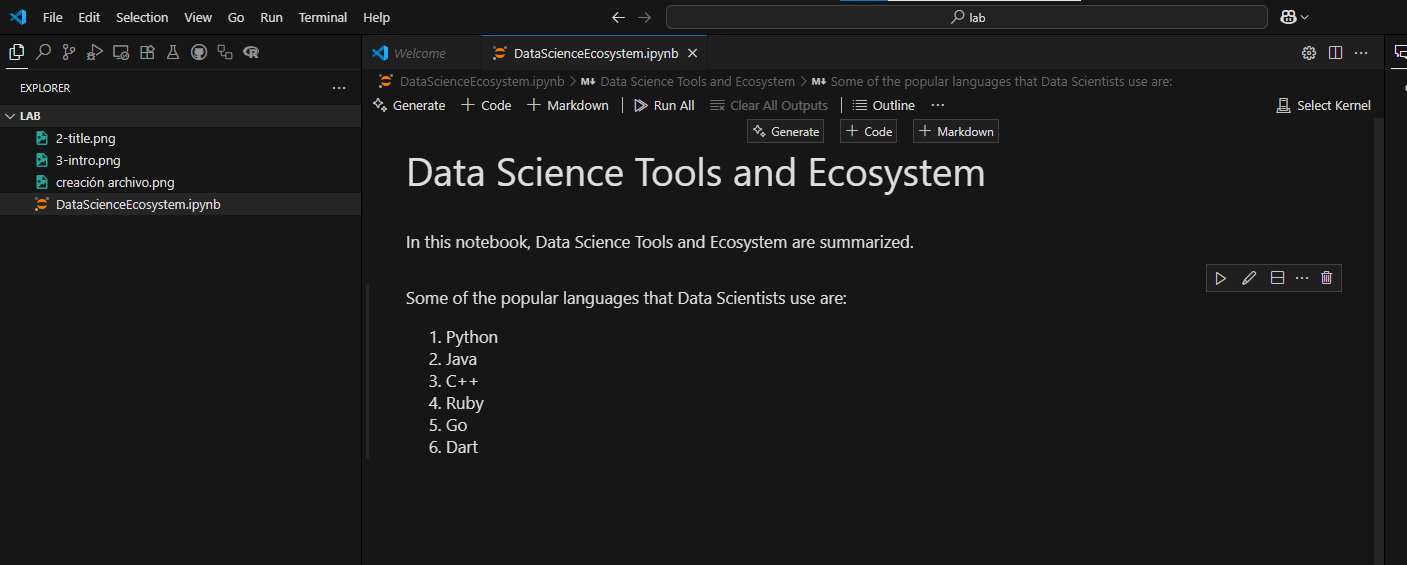 File Edit Selection View Go Run Terminal Help
lab
EXPLORER
LAB
2-title.png
3-intro.png
creación archivo.png
DataScienceEcosystem.ipynb
Welcome
DataScienceEcosystem.ipynb
DataScienceEcosystem.ipynb > M↓ Data Science Tools and Ecosystem > M↓ Some of the popular languages that Data Scientists use are:
Generate + Code + Markdown Run All Clear All Outputs Outline ... Select Kernel
Generate + Code + Markdown
Data Science Tools and Ecosystem
In this notebook, Data Science Tools and Ecosystem are summarized.
Some of the popular languages that Data Scientists use are:
1. Python
2. Java
3. C++
4. Ruby
5. Go
6. Dart